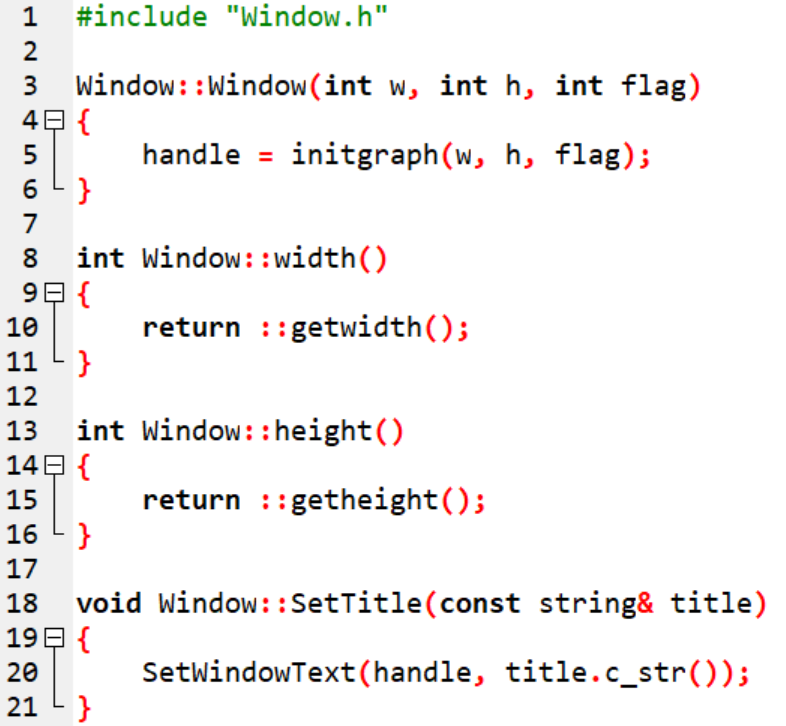 1 #include "Window.h"
2
3 Window::Window(int w, int h, int flag)
4 {
5     handle = initgraph(w, h, flag);
6 }
7
8 int Window::width()
9 {
10     return ::getwidth();
11 }
12
13 int Window::height()
14 {
15     return ::getheight();
16 }
17
18 void Window::SetTitle(const string& title)
19 {
20     SetWindowText(handle, title.c_str());
21 }